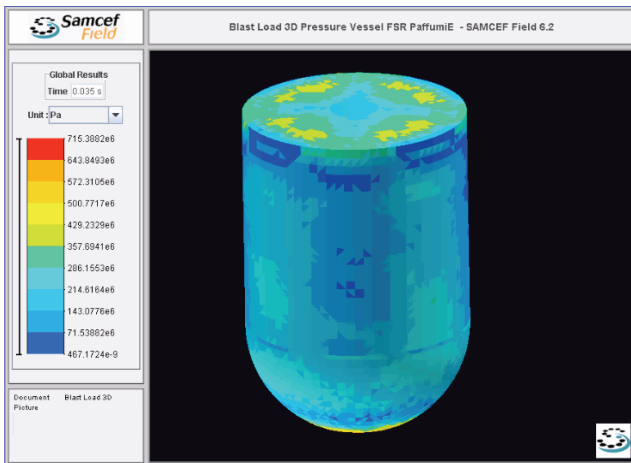 Samcef
Field
Blast Load 3D Pressure Vessel FSR PaffumiE - SAMCEF Field 6.2
Global Results
Time 0.035 s
Unit : Pa
715.3882e6
643.8493e6
572.3105e6
500.7717e6
429.2329e6
357.6941e6
286.1553e6
214.6164e6
143.0776e6
71.53882e6
467.1724e-9
Document Blast Load 3D
Picture